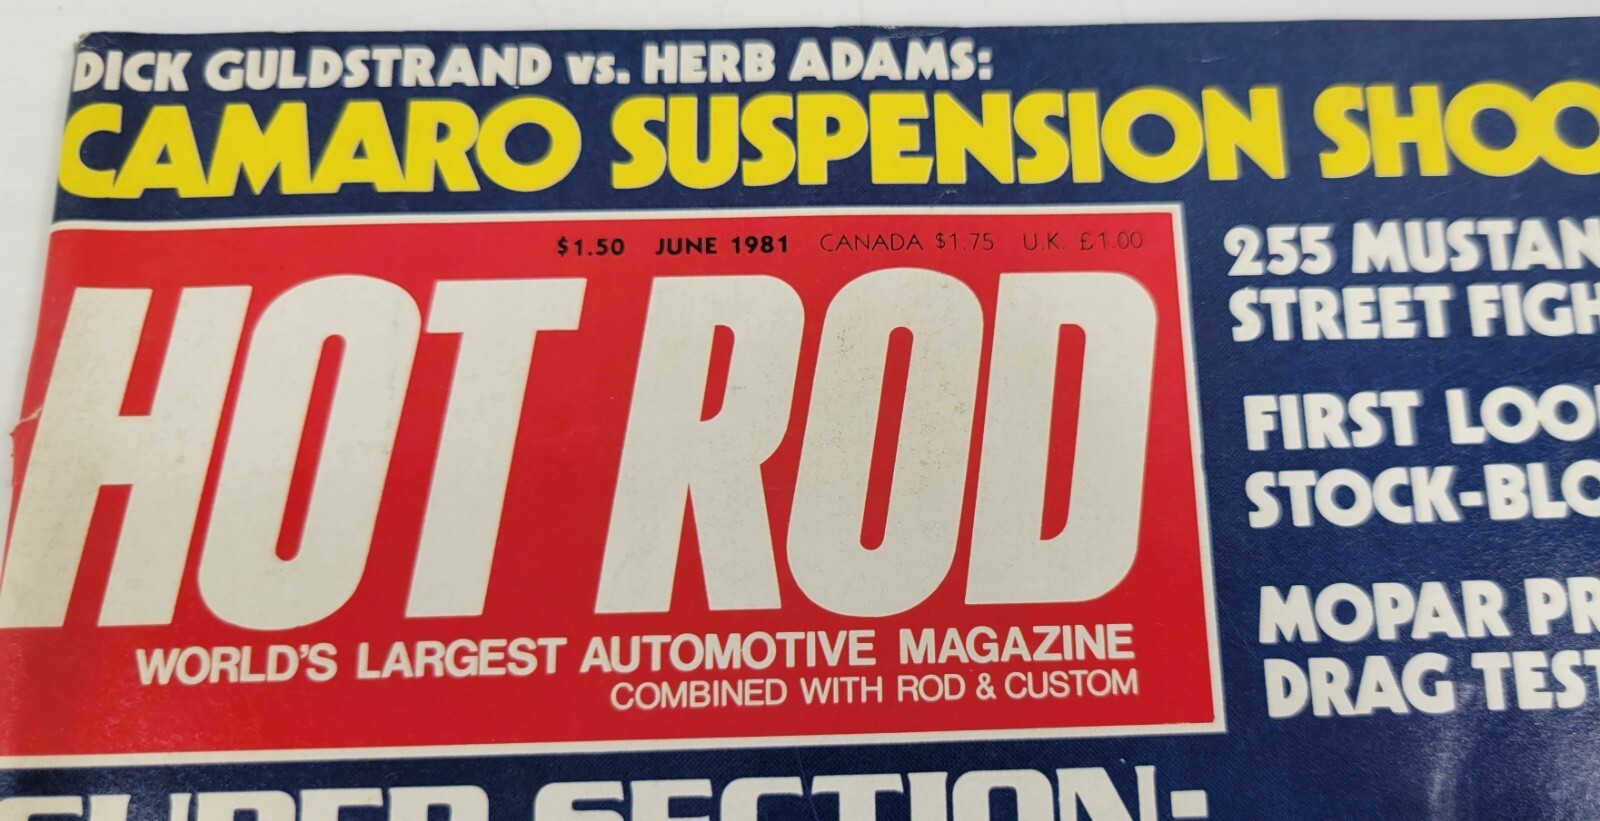 DICK GULDSTRAND vs. HERB ADAMS:
CAMARO SUSPENSION SHOO
$1.50 JUNE 1981 CANADA $1.75 U.K. £1.00
HOT ROD
WORLD'S LARGEST AUTOMOTIVE MAGAZINE
COMBINED WITH ROD & CUSTOM
255 MUSTAN
STREET FIGH
FIRST LOO
STOCK-BLO
MOPAR PR
DRAG TEST
SUPER SECTION: